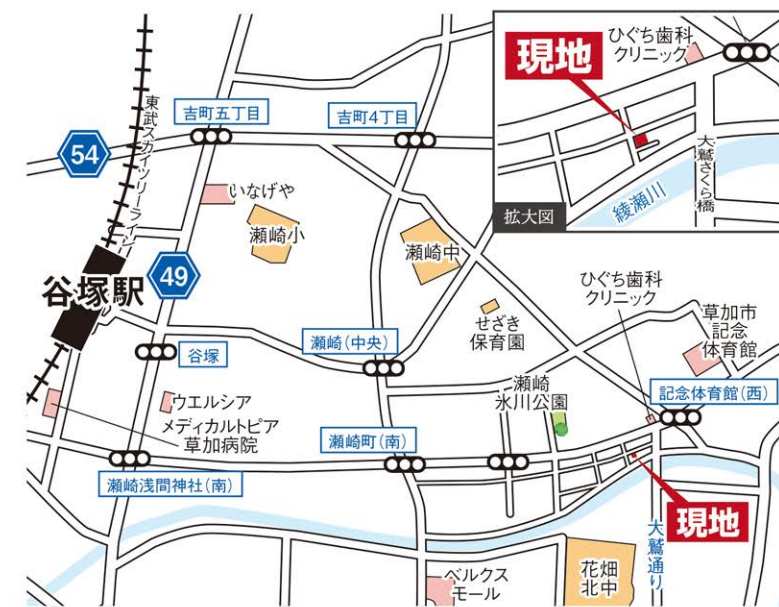 東武スカイツリーライン
吉町五丁目
吉町4丁目
54
いなげや
瀬崎小
瀬崎中
谷塚駅
49
谷塚
瀬崎(中央)
せざき
保育園
ひぐち歯科
クリニック
草加市
記念
体育館
ウエルシア
メディカルトピア
草加病院
瀬崎
氷川公園
記念体育館(西)
瀬崎町(南)
瀬崎浅間神社(南)
現地
大鷲通り
ベルクス
モール
花畑
北中
ひぐち歯科
クリニック
現地
大鷲さくら橋
綾瀬川
拡大図